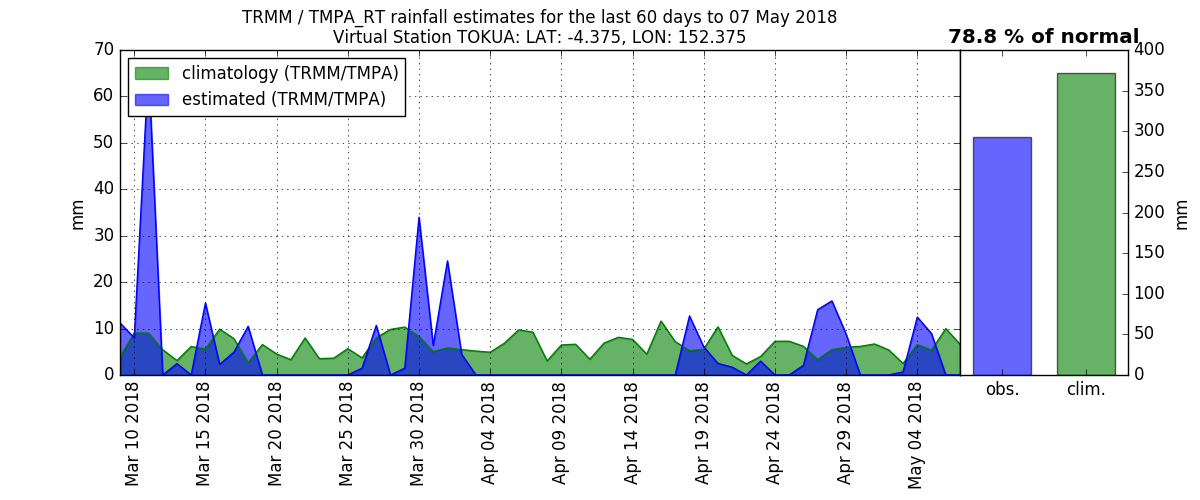 TRMM / TMPA_RT rainfall estimates for the last 60 days to 07 May 2018
Virtual Station TOKUA: LAT: -4.375, LON: 152.375
78.8 % of normal
climatology (TRMM/TMPA)
estimated (TRMM/TMPA)
70
60
50
40
30
20
10
0
mm
Mar 10 2018
Mar 15 2018
Mar 20 2018
Mar 25 2018
Mar 30 2018
Apr 04 2018
Apr 09 2018
Apr 14 2018
Apr 19 2018
Apr 24 2018
Apr 29 2018
May 04 2018
obs.
clim.
400
350
300
250
200
150
100
50
0
mm